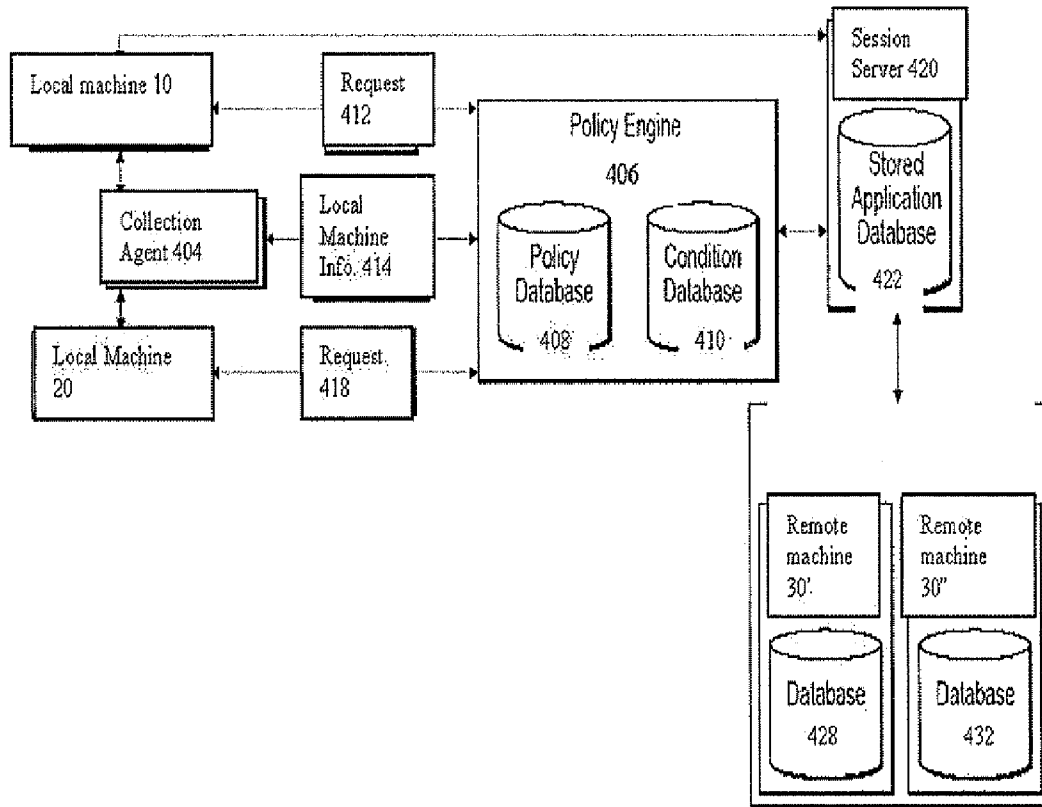 Local machine 10
Request
412
Session
Server 420
Policy Engine
406
Collection
Agent 404
Local
Machine
Info. 414
Policy
Database
408
Condition
Database
410
Stored
Application
Database
422
Local Machine
20
Request
418
Remote
machine
30'
Remote
machine
30"
Database
428
Database
432